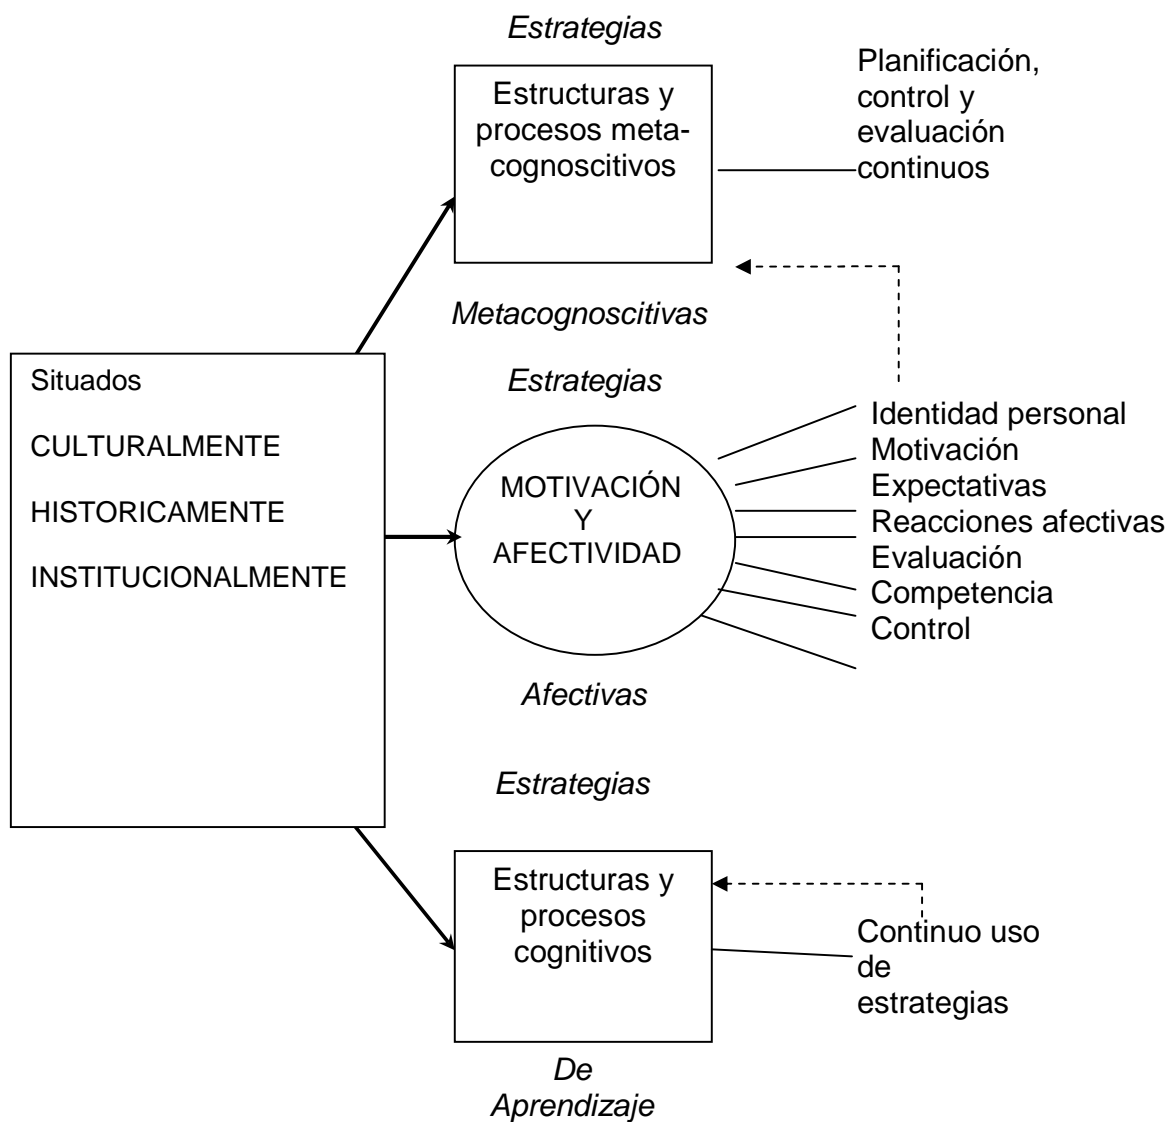 Estrategias
Estructuras y
procesos meta-
cognoscitivos
Planificación,
control y
evaluación
continuos
Metacognoscitivas
Situados
CULTURALMENTE
HISTORICAMENTE
INSTITUCIONALMENTE
Estrategias
MOTIVACIÓN
Y
AFECTIVIDAD
Identidad personal
Motivación
Expectativas
Reacciones afectivas
Evaluación
Competencia
Control
Afectivas
Estrategias
Estructuras y
procesos
cognitivos
Continuo uso
de
estrategias
De
Aprendizaje